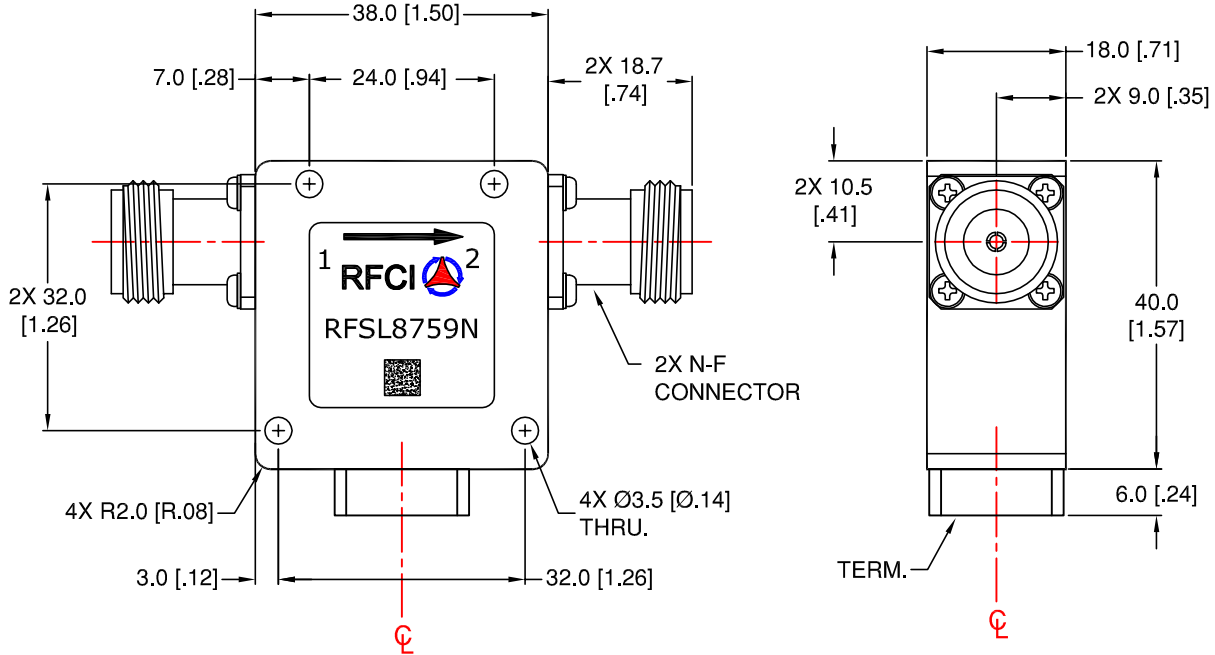 38.0 [1.50]
7.0 [.28]
24.0 [.94]
2X 18.7
[.74]
2X 32.0
[1.26]
1
2
RFCI
RFSL8759N
2X N-F
CONNECTOR
4X R2.0 [R.08]
4X Ø3.5 [Ø.14]
THRU.
3.0 [.12]
32.0 [1.26]
℄
18.0 [.71]
2X 9.0 [.35]
2X 10.5
[.41]
40.0
[1.57]
6.0 [.24]
TERM.
℄